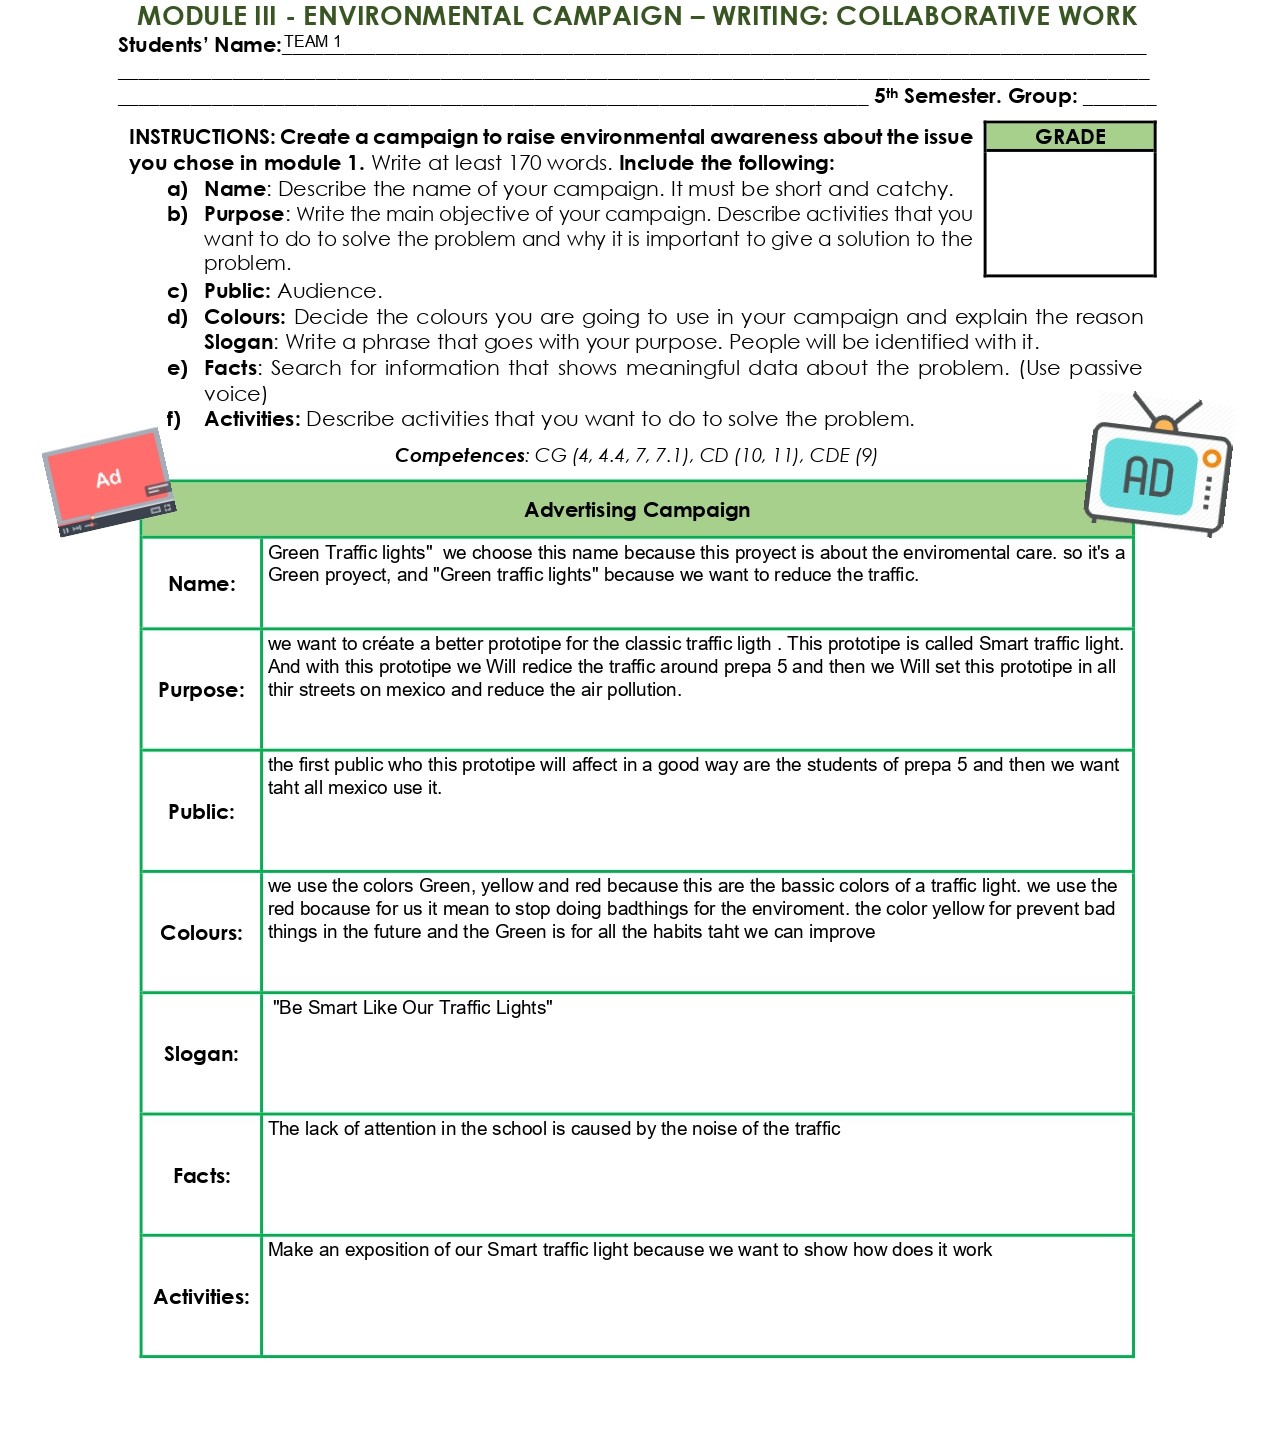 MODULE III - ENVIRONMENTAL CAMPAIGN – WRITING: COLLABORATIVE WORK
Students' Name: TEAM 1
5th Semester. Group: _______
INSTRUCTIONS: Create a campaign to raise environmental awareness about the issue
you chose in module 1. Write at least 170 words. Include the following:
GRADE
a) Name: Describe the name of your campaign. It must be short and catchy.
b) Purpose: Write the main objective of your campaign. Describe activities that you
want to do to solve the problem and why it is important to give a solution to the
problem.
c) Public: Audience.
d) Colours: Decide the colours you are going to use in your campaign and explain the reason
Slogan: Write a phrase that goes with your purpose. People will be identified with it.
e) Facts: Search for information that shows meaningful data about the problem. (Use passive
voice)
f) Activities: Describe activities that you want to do to solve the problem.
Competences: CG (4, 4.4, 7, 7.1), CD (10, 11), CDE (9)
Ad
AD
Advertising Campaign
Name:
Green Traffic lights"  we choose this name because this proyect is about the enviromental care. so it's a
Green proyect, and "Green traffic lights" because we want to reduce the traffic.
Purpose:
we want to créate a better prototipe for the classic traffic ligth . This prototipe is called Smart traffic light.
And with this prototipe we Will redice the traffic around prepa 5 and then we Will set this prototipe in all
thir streets on mexico and reduce the air pollution.
Public:
the first public who this prototipe will affect in a good way are the students of prepa 5 and then we want
taht all mexico use it.
Colours:
we use the colors Green, yellow and red because this are the bassic colors of a traffic light. we use the
red bocause for us it mean to stop doing badthings for the enviroment. the color yellow for prevent bad
things in the future and the Green is for all the habits taht we can improve
Slogan:
"Be Smart Like Our Traffic Lights"
Facts:
The lack of attention in the school is caused by the noise of the traffic
Activities:
Make an exposition of our Smart traffic light because we want to show how does it work